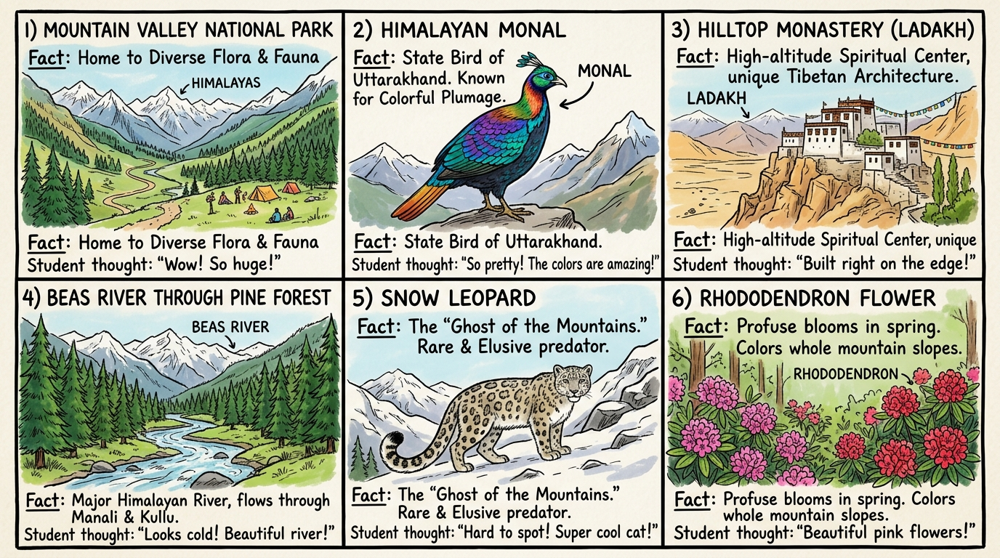 1) MOUNTAIN VALLEY NATIONAL PARK
Fact: Home to Diverse Flora & Fauna
HIMALAYAS
Fact: Home to Diverse Flora & Fauna
Student thought: "Wow! So huge!"
2) HIMALAYAN MONAL
Fact: State Bird of
Uttarakhand. Known
for Colorful Plumage.
MONAL
Fact: State Bird of Uttarakhand.
Student thought: "So pretty! The colors are amazing!"
3) HILLTOP MONASTERY (LADAKH)
Fact: High-altitude Spiritual Center,
unique Tibetan Architecture.
LADAKH
Fact: High-altitude Spiritual Center, unique
Student thought: "Built right on the edge!"
4) BEAS RIVER THROUGH PINE FOREST
BEAS RIVER
Fact: Major Himalayan River, flows through
Manali & Kullu.
Student thought: "Looks cold! Beautiful river!"
5) SNOW LEOPARD
Fact: The "Ghost of the Mountains."
Rare & Elusive predator.
Fact: The "Ghost of the Mountains."
Rare & Elusive predator.
Student thought: "Hard to spot! Super cool cat!"
6) RHODODENDRON FLOWER
Fact: Profuse blooms in spring.
Colors whole mountain slopes.
RHODODENDRON
Fact: Profuse blooms in spring. Colors
whole mountain slopes.
Student thought: "Beautiful pink flowers!"